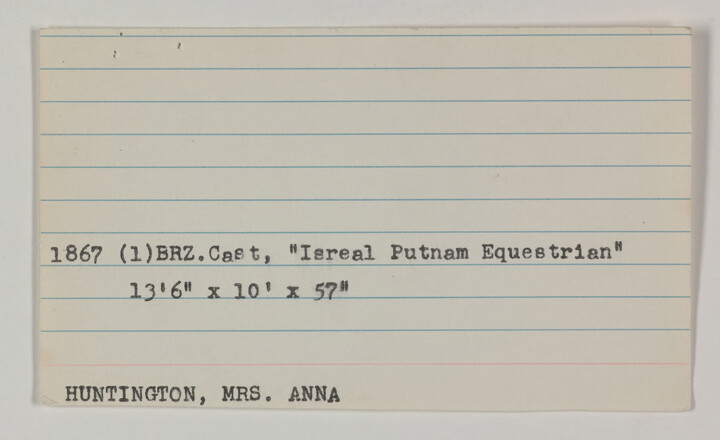 1867 (1)BRZ.Cast, "Isreal Putnam Equestrian"
13'6" x 10' x 57"
HUNTINGTON, MRS. ANNA